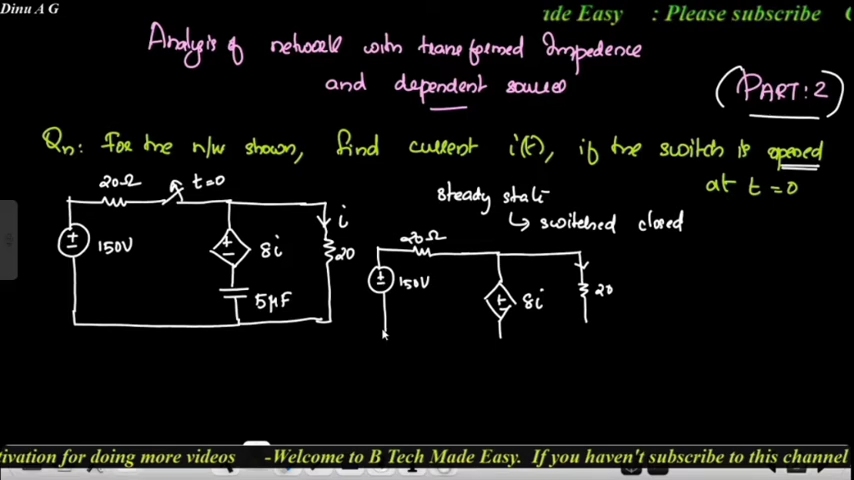 Dinu A G
ide Easy : Please subscribe
Analysis of network with transformed Impedence
and dependent sources
(PART:2)
Qn: For the n/w shown, find current i(t), if the switch is opened
at t = 0
20Ω t=0
150V
8i
5μF
i
20
steady state
↳ switched closed
20Ω
150V
8i
20
ivation for doing more videos -Welcome to B Tech Made Easy. If you haven't subscribe to this channel